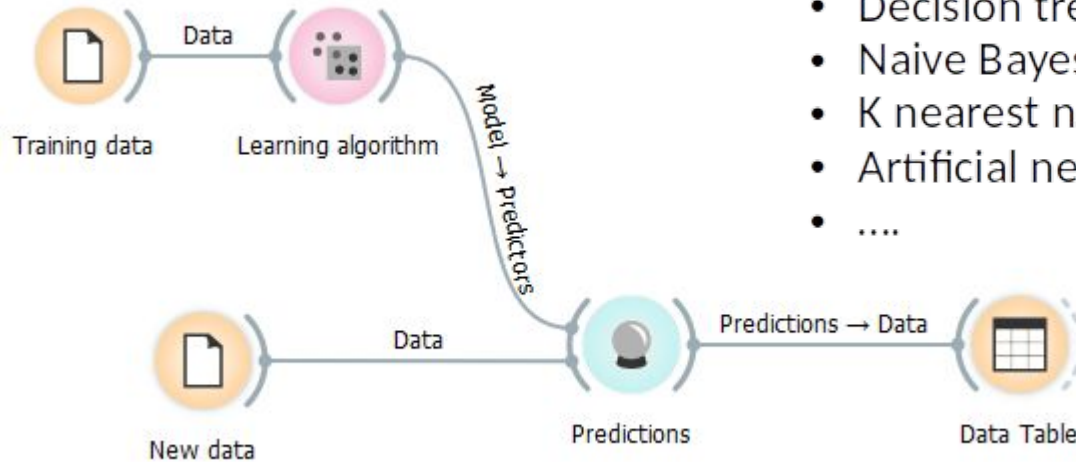 Data
Training data
Learning algorithm
Model → Predictors
• Decision tre
• Naive Bayes
• K nearest n
• Artificial ne
• ....
Data
Predictions → Data
New data
Predictions
Data Table